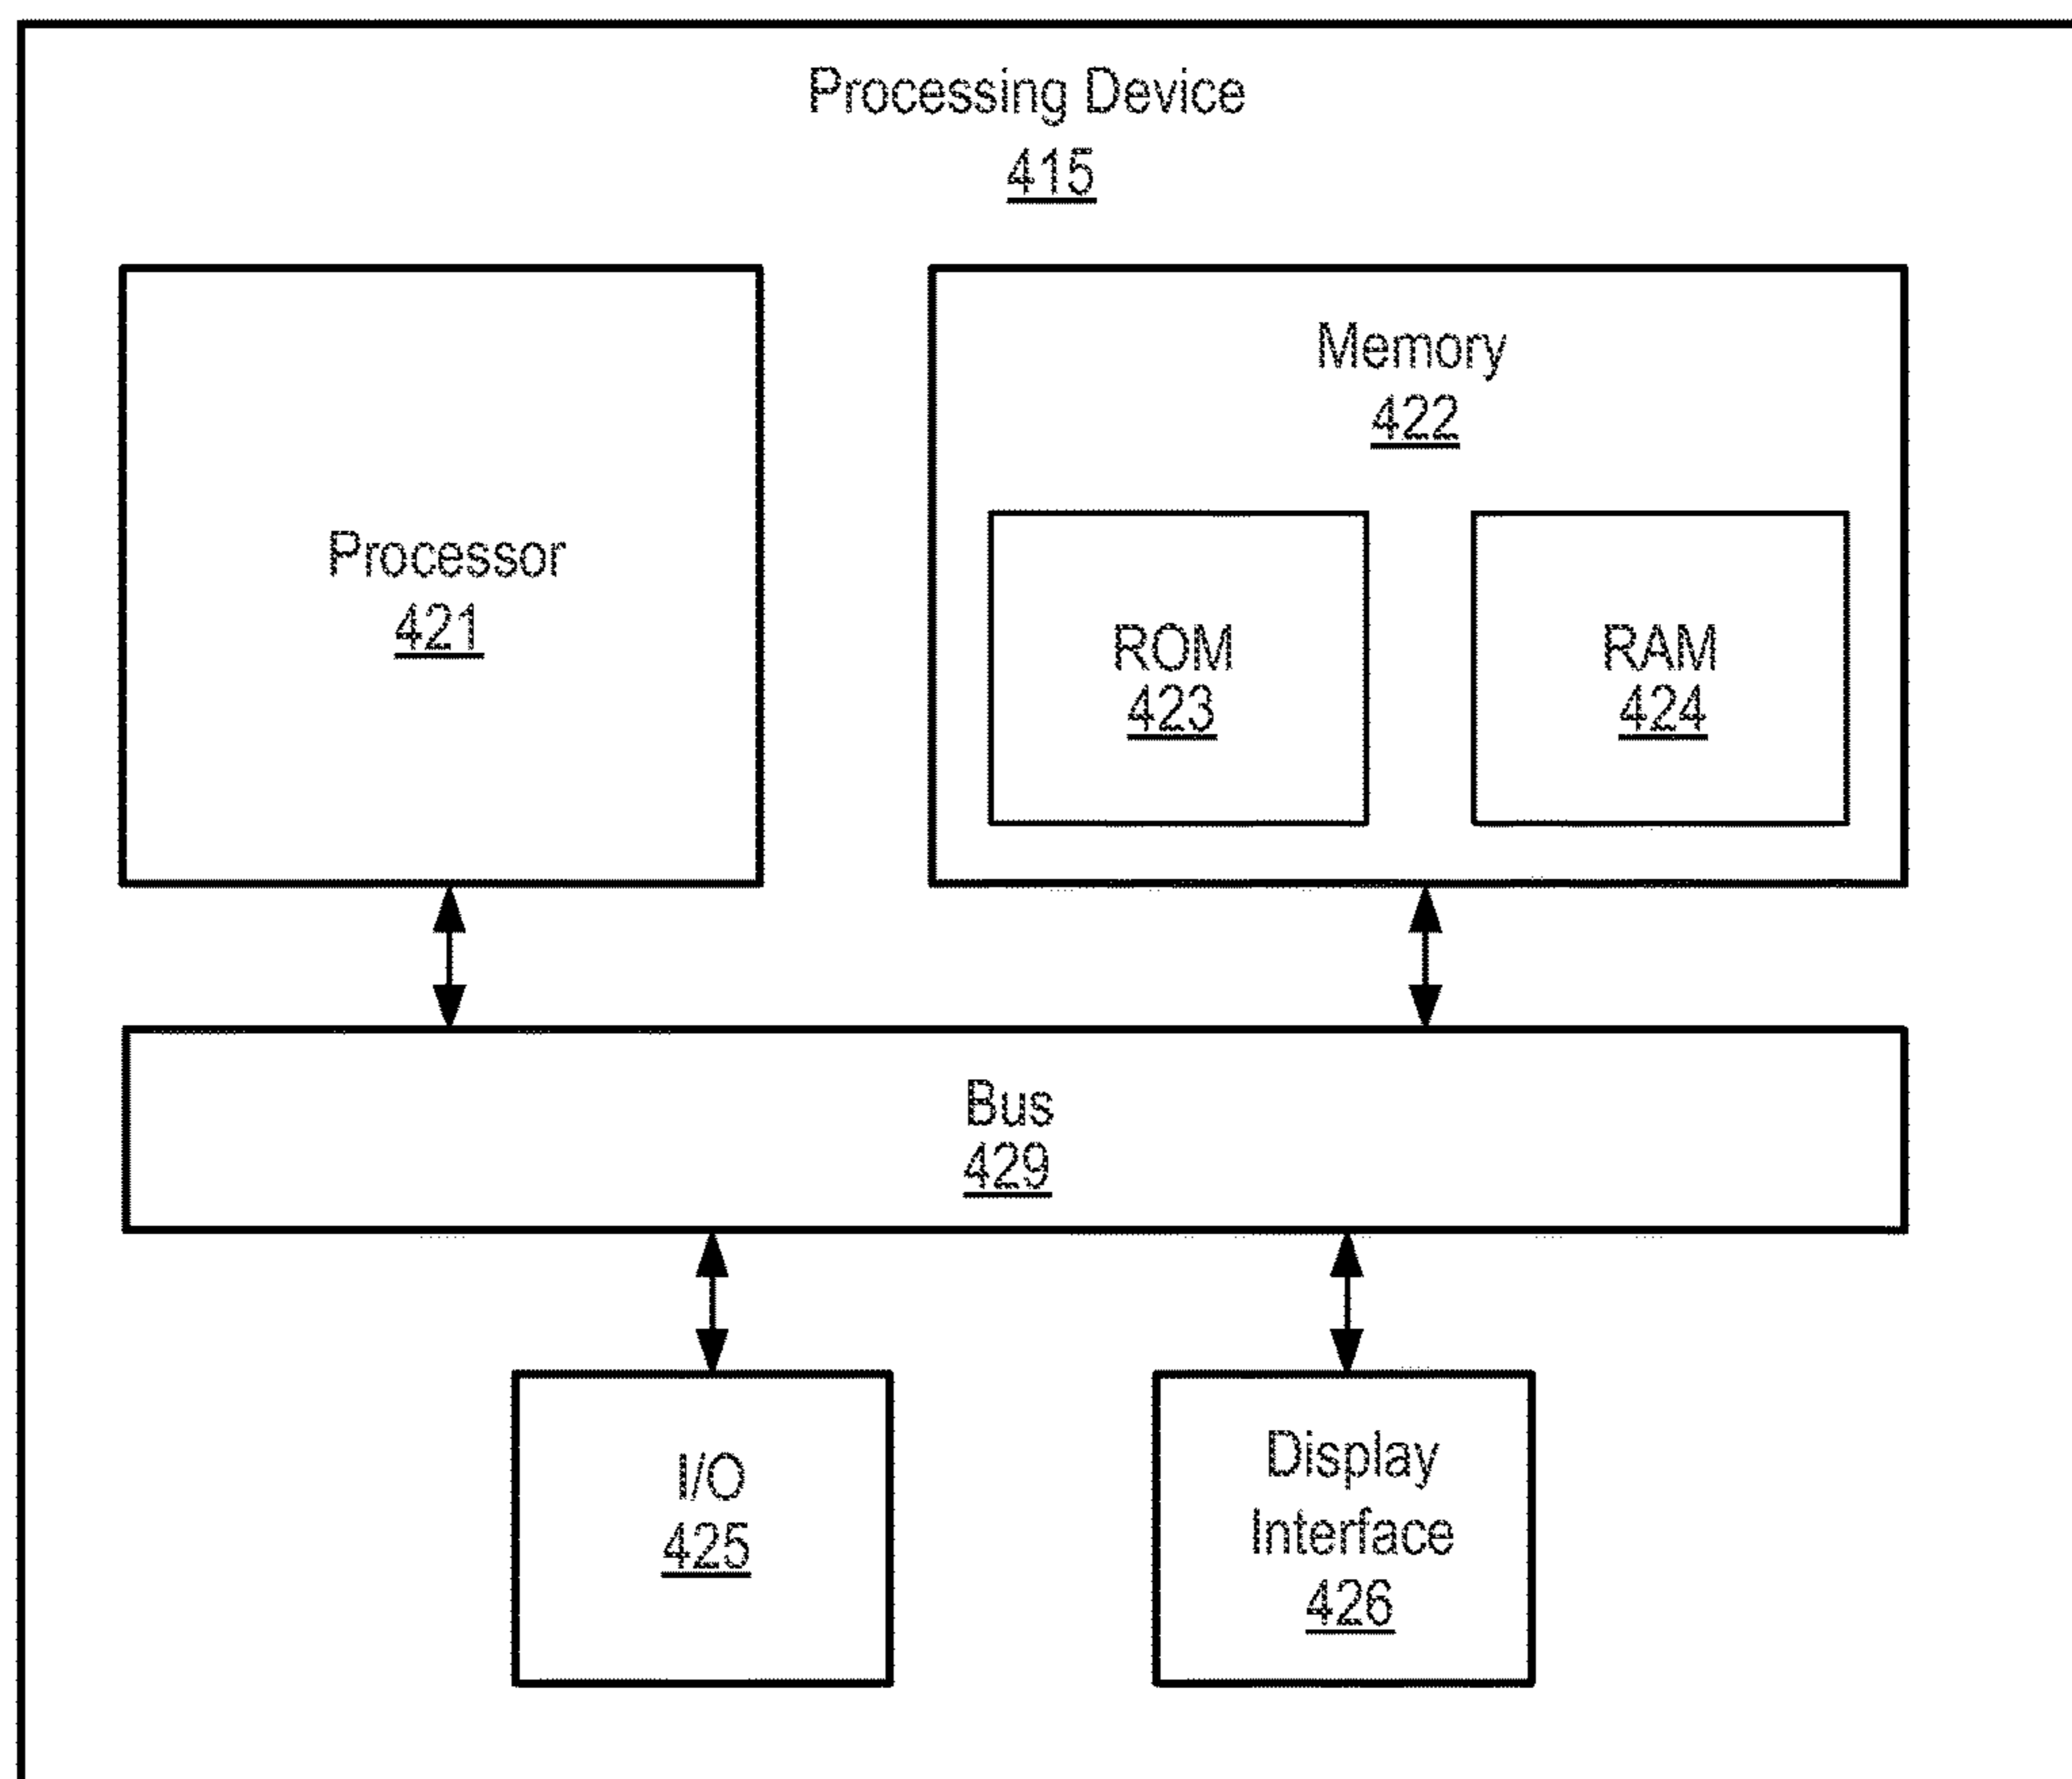 Processing Device
415
Processor
421
Memory
422
ROM
423
RAM
424
Bus
429
I/O
425
Display
Interface
426